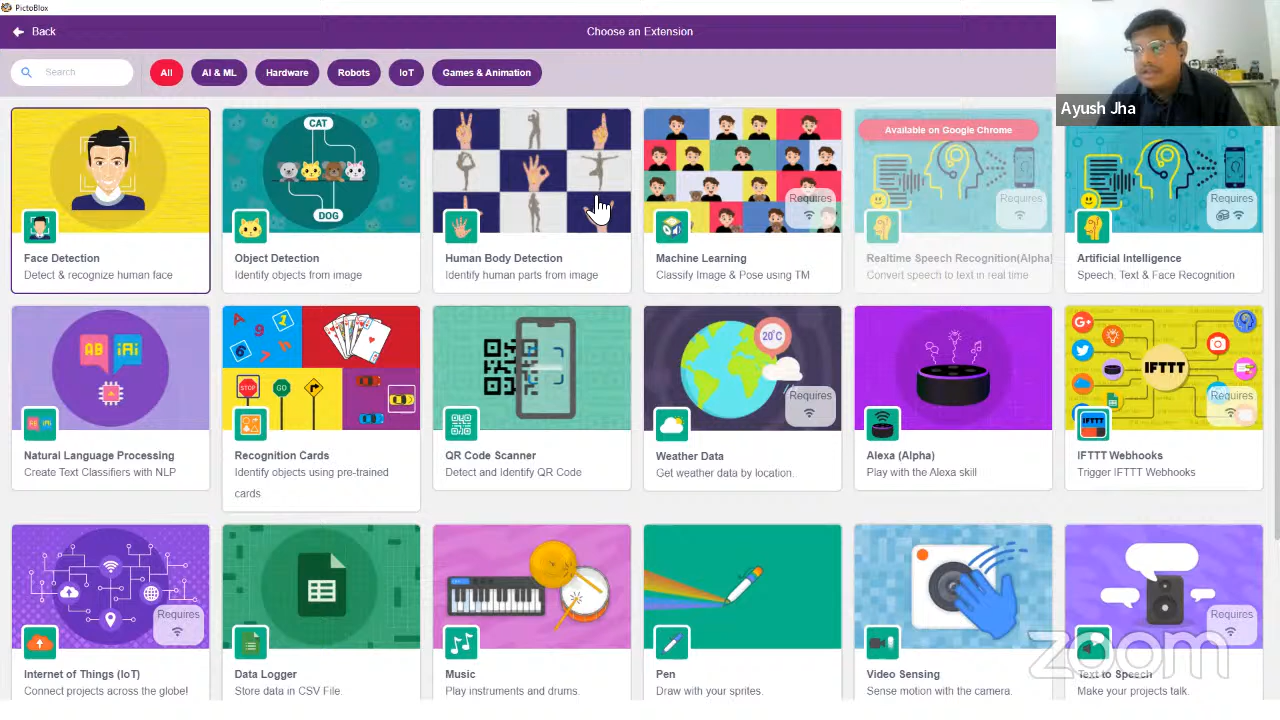 PictoBlox
Back
Choose an Extension
Search
All
AI & ML
Hardware
Robots
IoT
Games & Animation
Ayush Jha
CAT
DOG
Available on Google Chrome
Requires
Requires
Requires
Face Detection
Detect & recognize human face
Object Detection
Identify objects from image
Human Body Detection
Identify human parts from image
Machine Learning
Classify Image & Pose using TM
Realtime Speech Recognition(Alpha)
Convert speech to text in real time
Artificial Intelligence
Speech, Text & Face Recognition
AB
STOP
GO
20°C
Requires
IFTTT
IFTTT
Requires
Natural Language Processing
Create Text Classifiers with NLP
Recognition Cards
Identify objects using pre-trained
cards
QR Code Scanner
Detect and Identify QR Code
Weather Data
Get weather data by location.
Alexa (Alpha)
Play with the Alexa skill
IFTTT Webhooks
Trigger IFTTT Webhooks
Requires
Requires
Internet of Things (IoT)
Connect projects across the globe!
Data Logger
Store data in CSV File
Music
Play instruments and drums.
Pen
Draw with your sprites.
Video Sensing
Sense motion with the camera.
Text to Speech
Make your projects talk.
zoom